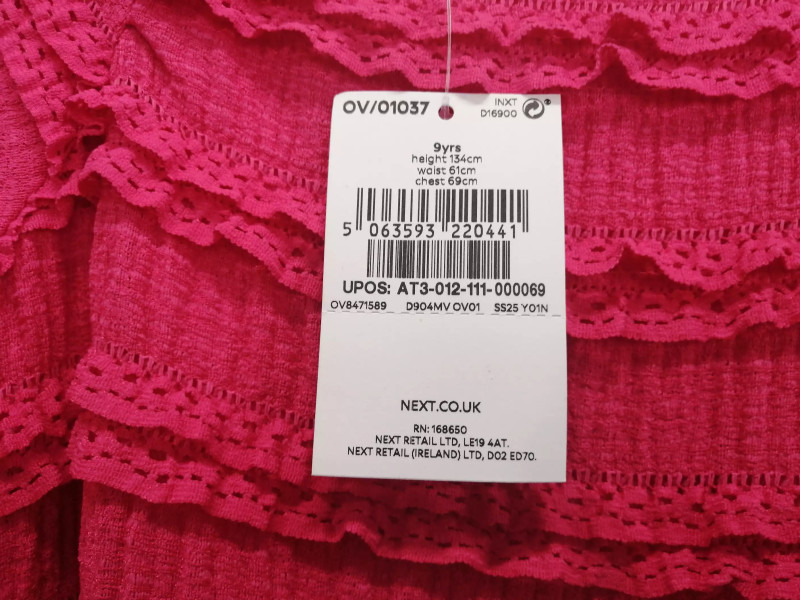 OV/01037
INXT
D16900
9yrs
height 134cm
waist 61cm
chest 69cm
5 063593 220441
UPOS: AT3-012-111-000069
OV8471589 D904MV OV01 SS25 Y01N
NEXT.CO.UK
RN: 168650
NEXT RETAIL LTD, LE19 4AT.
NEXT RETAIL (IRELAND) LTD, D02 ED70.